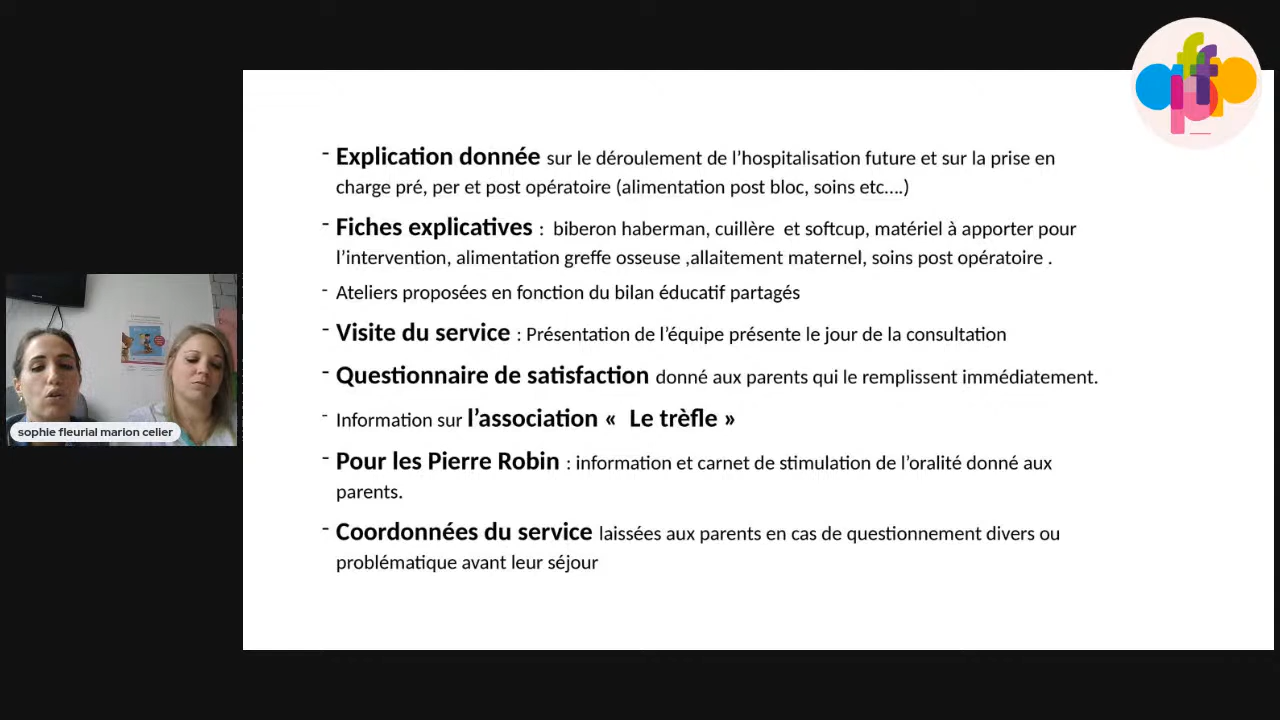 - Explication donnée sur le déroulement de l'hospitalisation future et sur la prise en
charge pré, per et post opératoire (alimentation post bloc, soins etc….)
- Fiches explicatives : biberon haberman, cuillère et softcup, matériel à apporter pour
l'intervention, alimentation greffe osseuse ,allaitement maternel, soins post opératoire .
- Ateliers proposées en fonction du bilan éducatif partagés
- Visite du service : Présentation de l'équipe présente le jour de la consultation
- Questionnaire de satisfaction donné aux parents qui le remplissent immédiatement.
- Information sur l'association « Le trèfle »
- Pour les Pierre Robin : information et carnet de stimulation de l'oralité donné aux
parents.
- Coordonnées du service laissées aux parents en cas de questionnement divers ou
problématique avant leur séjour
sophie fleurial marion celier